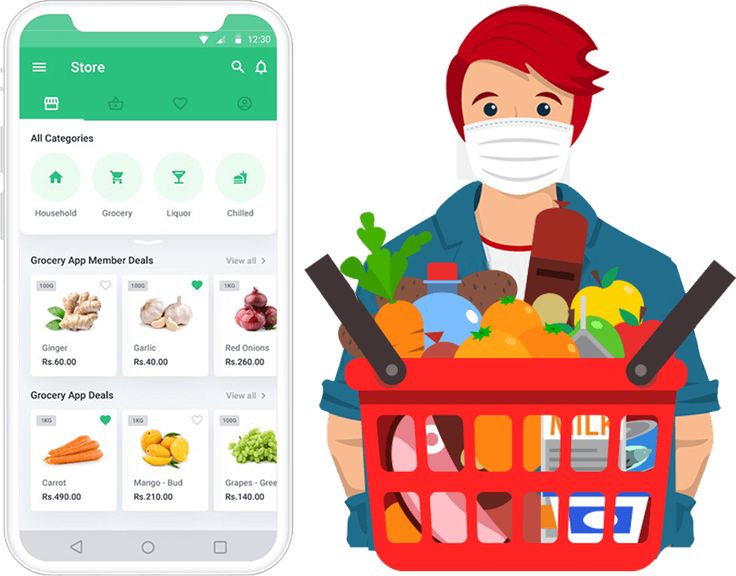 12:30
Store
All Categories
Household Grocery Liquor Chilled
Grocery App Member Deals View all >
100G 100G 1KG
Ginger Garlic Red Onions
Rs.60.00 Rs.40.00 Rs.260.00
Grocery App Deals View all >
1KG 1KG 100G
Carrot Mango - Bud Grapes - Gree
Rs.490.00 Rs.210.00 Rs.140.00
MILK